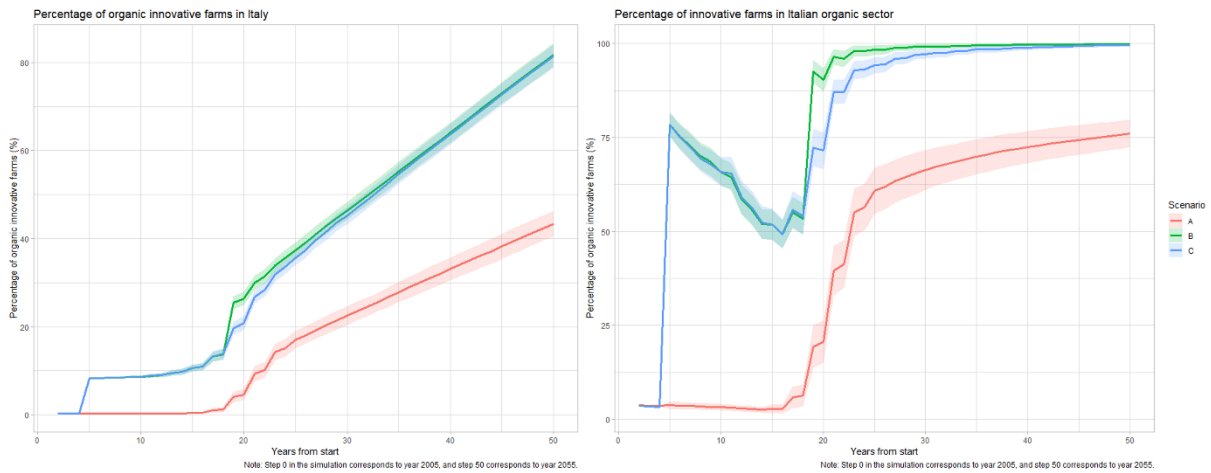 Percentage of organic innovative farms in Italy
Percentage of organic innovative farms (%)
80
60
40
20
0
0 10 20 30 40 50
Years from start
Note: Step 0 in the simulation corresponds to year 2005, and step 50 corresponds to year 2055.
Percentage of innovative farms in Italian organic sector
Percentage of organic innovative farms (%)
100
75
50
25
0
0 10 20 30 40 50
Years from start
Note: Step 0 in the simulation corresponds to year 2005, and step 50 corresponds to year 2055.
Scenario
A
B
C